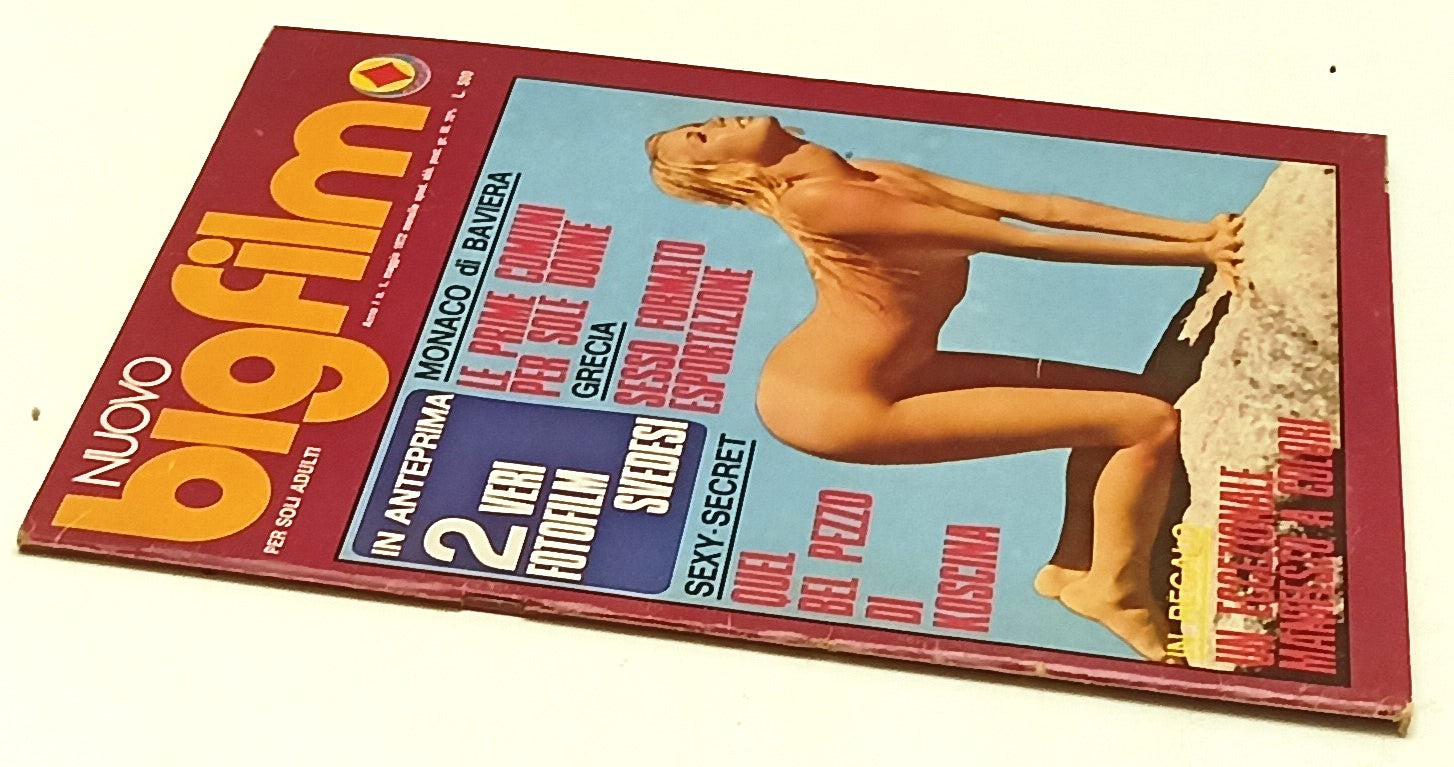 NUOVO
bigfilm
PER SOLI ADULTI
L. 500
IN ANTEPRIMA
2 VERI
FOTOFILM
SVEDESI
MONACO di BAVIERA
LE PRIME COMUNI
PER SOLE DONNE
GRECIA
SESSO FORMATO
ESPORTAZIONE
SEXY-SECRET
QUEL
BEL PEZZO
DI
KOSCINA
IN REGALO
UN ECCEZIONALE
MANIFESTO A COLORI